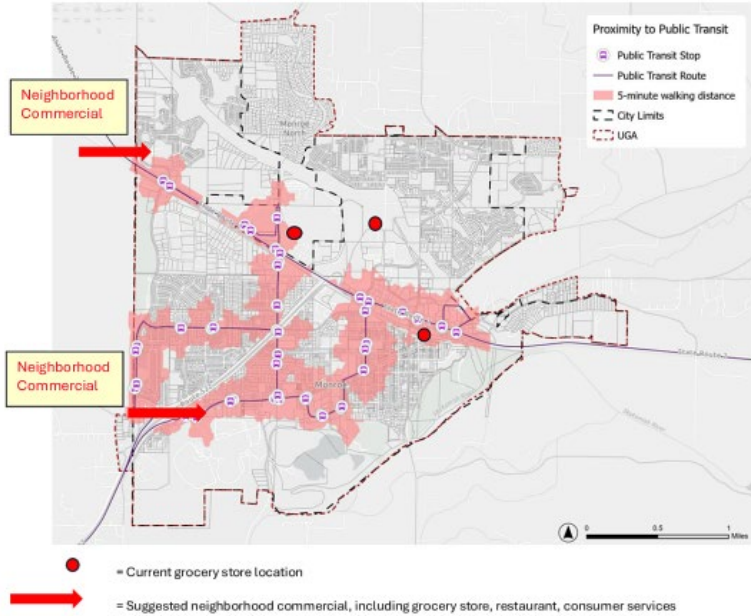 Proximity to Public Transit
Public Transit Stop
Public Transit Route
5-minute walking distance
City Limits
UGA
Neighborhood
Commercial
Monroe
North
Neighborhood
Commercial
Monroe
State Route 2
0 0.5 1
Miles
= Current grocery store location
= Suggested neighborhood commercial, including grocery store, restaurant, consumer services